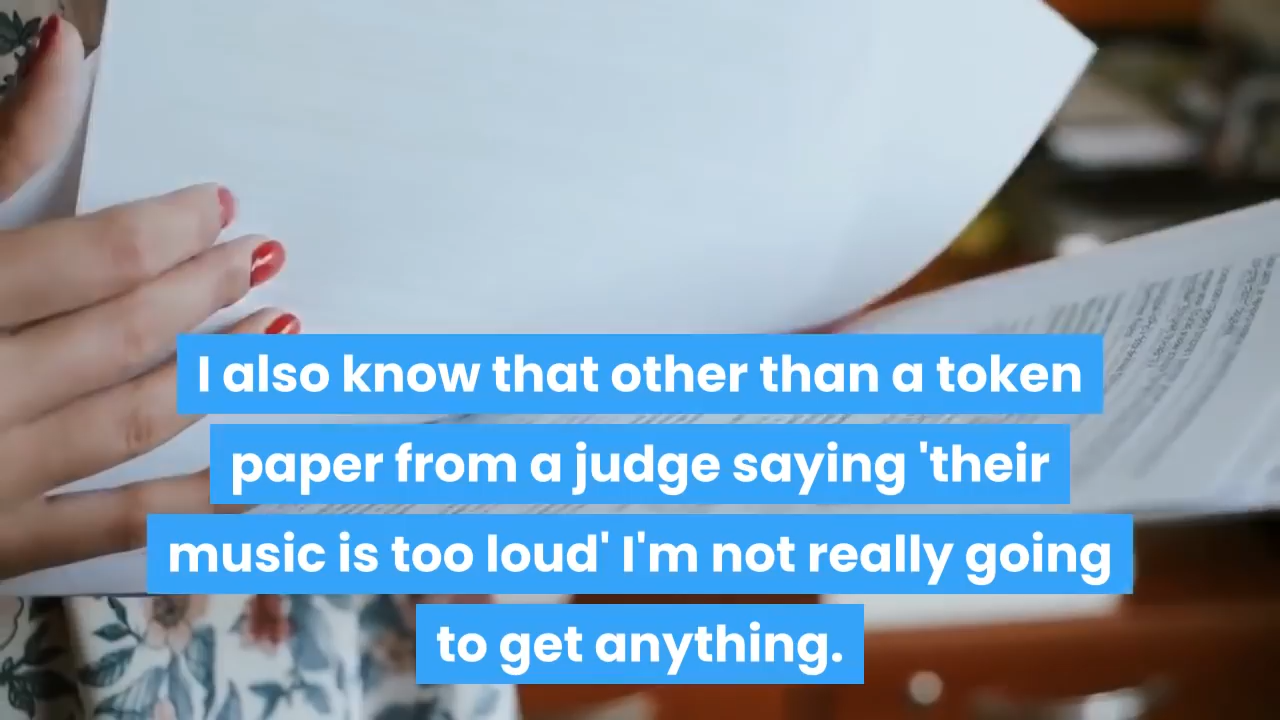 I also know that other than a token
paper from a judge saying 'their
music is too loud' I'm not really going
to get anything.